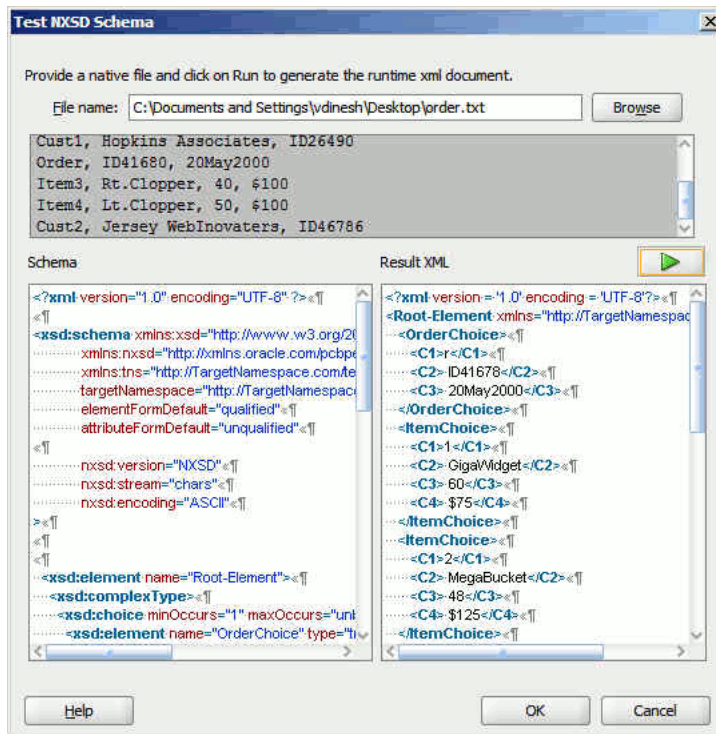 Test NXSD Schema
Provide a native file and click on Run to generate the runtime xml document.
File name: C:\Documents and Settings\vdinesh\Desktop\order.txt Browse
Cust1, Hopkins Associates, ID26490
Order, ID41680, 20May2000
Item3, Rt.Clopper, 40, $100
Item4, Lt.Clopper, 50, $100
Cust2, Jersey WebInovaters, ID46786
Schema
<?xml version="1.0" encoding="UTF-8" ?>«¶
«¶
<xsd:schema xmlns:xsd="http://www.w3.org/20
xmlns:nxsd="http://xmlns.oracle.com/pcbpe
xmlns:tns="http://TargetNamespace.com/te
targetNamespace="http://TargetNamespac
elementFormDefault="qualified"«¶
attributeFormDefault="unqualified"«¶
«¶
nxsd:version="NXSD"«¶
nxsd:stream="chars"«¶
nxsd:encoding="ASCII"«¶
>«¶
«¶
«¶
<xsd:element name="Root-Element">«¶
<xsd:complexType>«¶
<xsd:choice minOccurs="1" maxOccurs="unb
<xsd:element name="OrderChoice" type="t
Result XML
<?xml version = '1.0' encoding = 'UTF-8'?>«¶
<Root-Element xmlns="http://TargetNamespac
<OrderChoice>«¶
<C1>r</C1>«¶
<C2> ID41678</C2>«¶
<C3> 20May2000</C3>«¶
</OrderChoice>«¶
<ItemChoice>«¶
<C1>1</C1>«¶
<C2> GigaWidget</C2>«¶
<C3> 60</C3>«¶
<C4> $75</C4>«¶
</ItemChoice>«¶
<ItemChoice>«¶
<C1>2</C1>«¶
<C2> MegaBucket</C2>«¶
<C3> 48</C3>«¶
<C4> $125</C4>«¶
</ItemChoice>«¶
Help OK Cancel